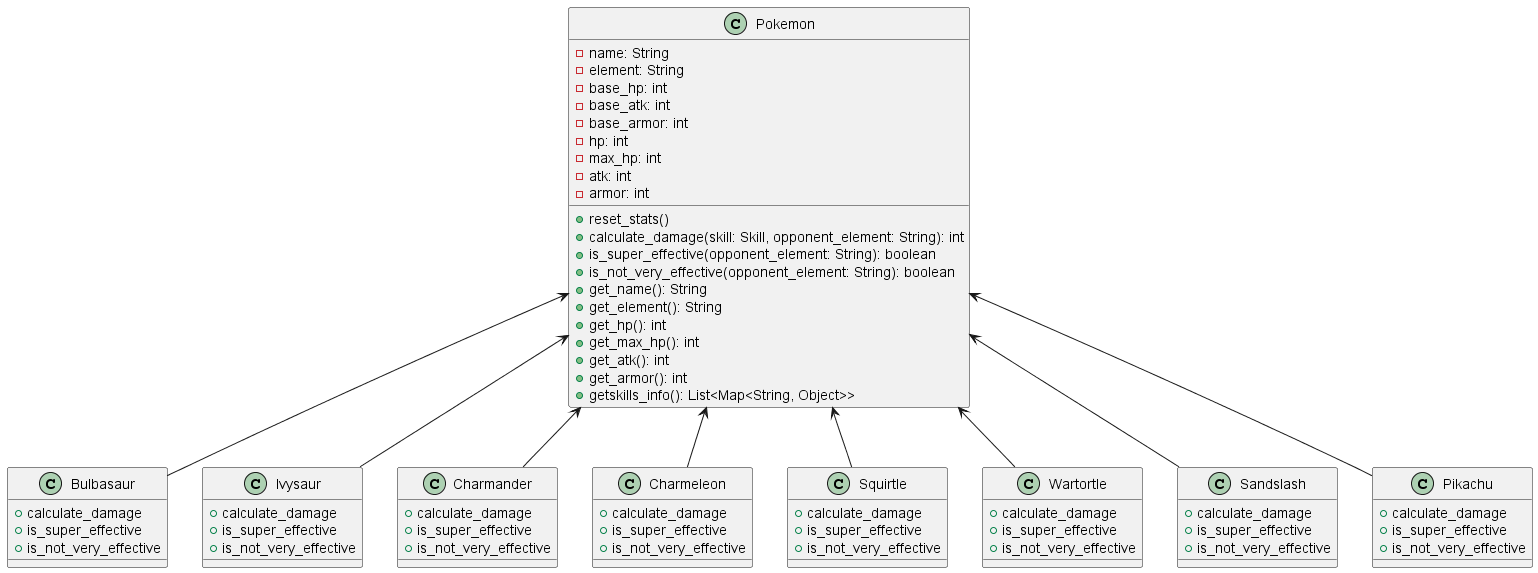 C Pokemon
name: String
element: String
base_hp: int
base_atk: int
base_armor: int
hp: int
max_hp: int
atk: int
armor: int
reset_stats()
calculate_damage(skill: Skill, opponent_element: String): int
is_super_effective(opponent_element: String): boolean
is_not_very_effective(opponent_element: String): boolean
get_name(): String
get_element(): String
get_hp(): int
get_max_hp(): int
get_atk(): int
get_armor(): int
getskills_info(): List<Map<String, Object>>
C Bulbasaur
calculate_damage
is_super_effective
is_not_very_effective
C Ivysaur
calculate_damage
is_super_effective
is_not_very_effective
C Charmander
calculate_damage
is_super_effective
is_not_very_effective
C Charmeleon
calculate_damage
is_super_effective
is_not_very_effective
C Squirtle
calculate_damage
is_super_effective
is_not_very_effective
C Wartortle
calculate_damage
is_super_effective
is_not_very_effective
C Sandslash
calculate_damage
is_super_effective
is_not_very_effective
C Pikachu
calculate_damage
is_super_effective
is_not_very_effective